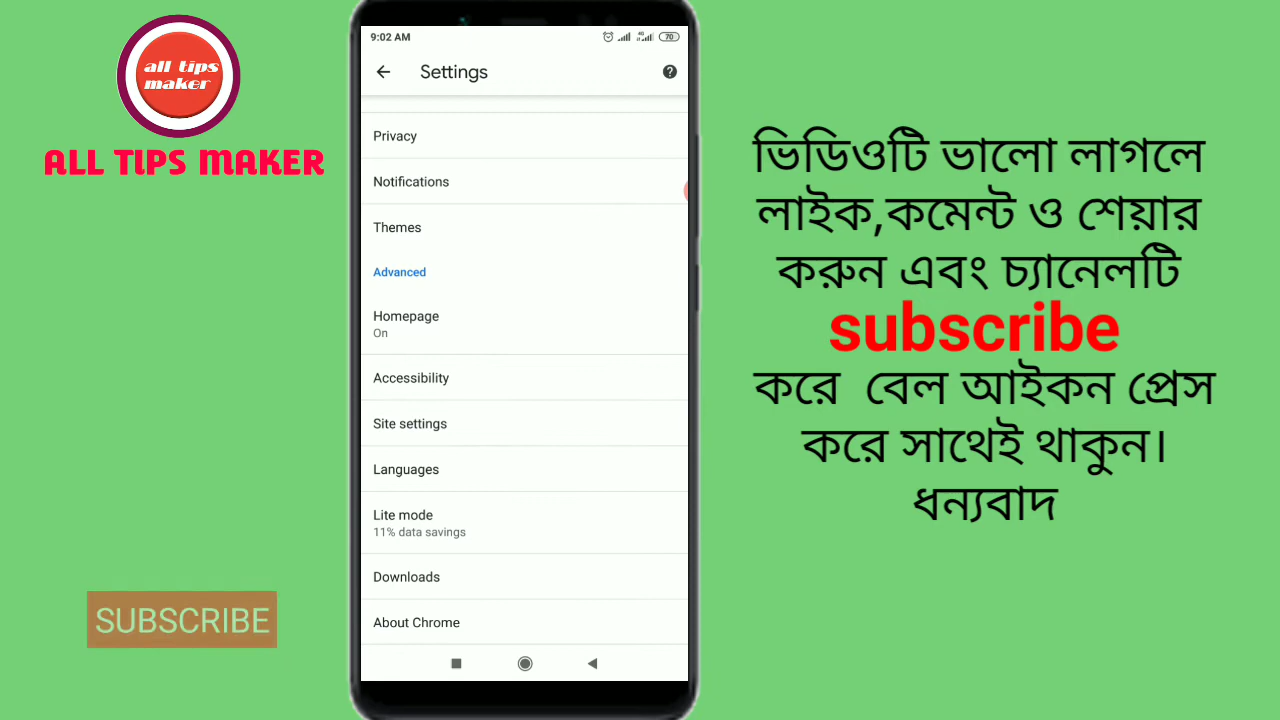 all tips
maker
ALL TIPS MAKER
9:02 AM
4G
70
Settings
?
Privacy
Notifications
Themes
Advanced
Homepage
On
Accessibility
Site settings
Languages
Lite mode
11% data savings
Downloads
About Chrome
ভিডিওটি ভালো লাগলে
লাইক,কমেন্ট ও শেয়ার
করুন এবং চ্যানেলটি
subscribe
করে বেল আইকন প্রেস
করে সাথেই থাকুন।
ধন্যবাদ
SUBSCRIBE